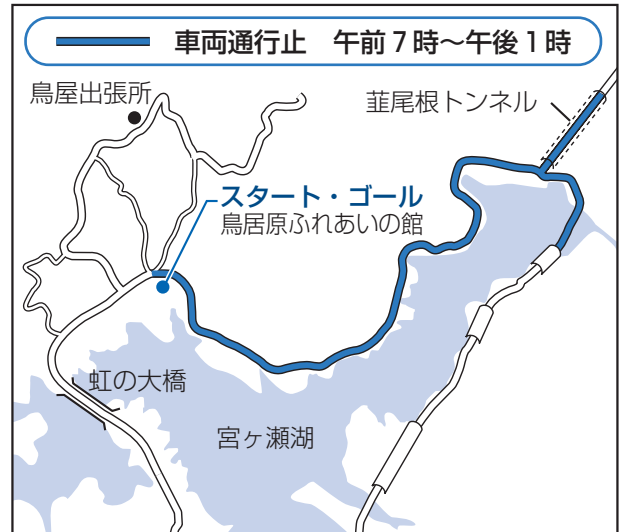 車両通行止 午前7時～午後1時
鳥屋出張所
韮尾根トンネル
スタート・ゴール
鳥居原ふれあいの館
虹の大橋
宮ヶ瀬湖